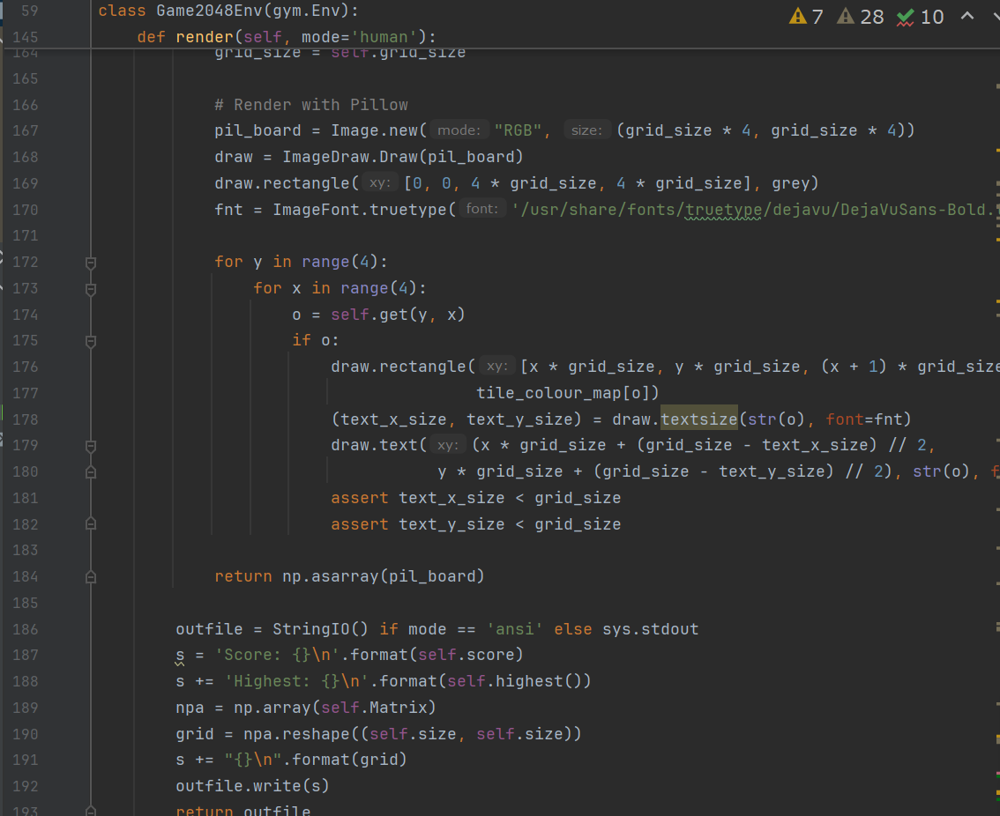 59 class Game2048Env(gym.Env): 7 28 10
145 def render(self, mode='human'):
164 grid_size = self.grid_size
165
166 # Render with Pillow
167 pil_board = Image.new( mode: "RGB", size: (grid_size * 4, grid_size * 4))
168 draw = ImageDraw.Draw(pil_board)
169 draw.rectangle( xy: [0, 0, 4 * grid_size, 4 * grid_size], grey)
170 fnt = ImageFont.truetype( font: '/usr/share/fonts/truetype/dejavu/DejaVuSans-Bold.
171
172 for y in range(4):
173 for x in range(4):
174 o = self.get(y, x)
175 if o:
176 draw.rectangle( xy: [x * grid_size, y * grid_size, (x + 1) * grid_size
177 tile_colour_map[o])
178 (text_x_size, text_y_size) = draw.textsize(str(o), font=fnt)
179 draw.text( xy: (x * grid_size + (grid_size - text_x_size) // 2,
180 y * grid_size + (grid_size - text_y_size) // 2), str(o), f
181 assert text_x_size < grid_size
182 assert text_y_size < grid_size
183
184 return np.asarray(pil_board)
185
186 outfile = StringIO() if mode == 'ansi' else sys.stdout
187 s = 'Score: {}\n'.format(self.score)
188 s += 'Highest: {}\n'.format(self.highest())
189 npa = np.array(self.Matrix)
190 grid = npa.reshape((self.size, self.size))
191 s += "{}\n".format(grid)
192 outfile.write(s)
193 return outfile